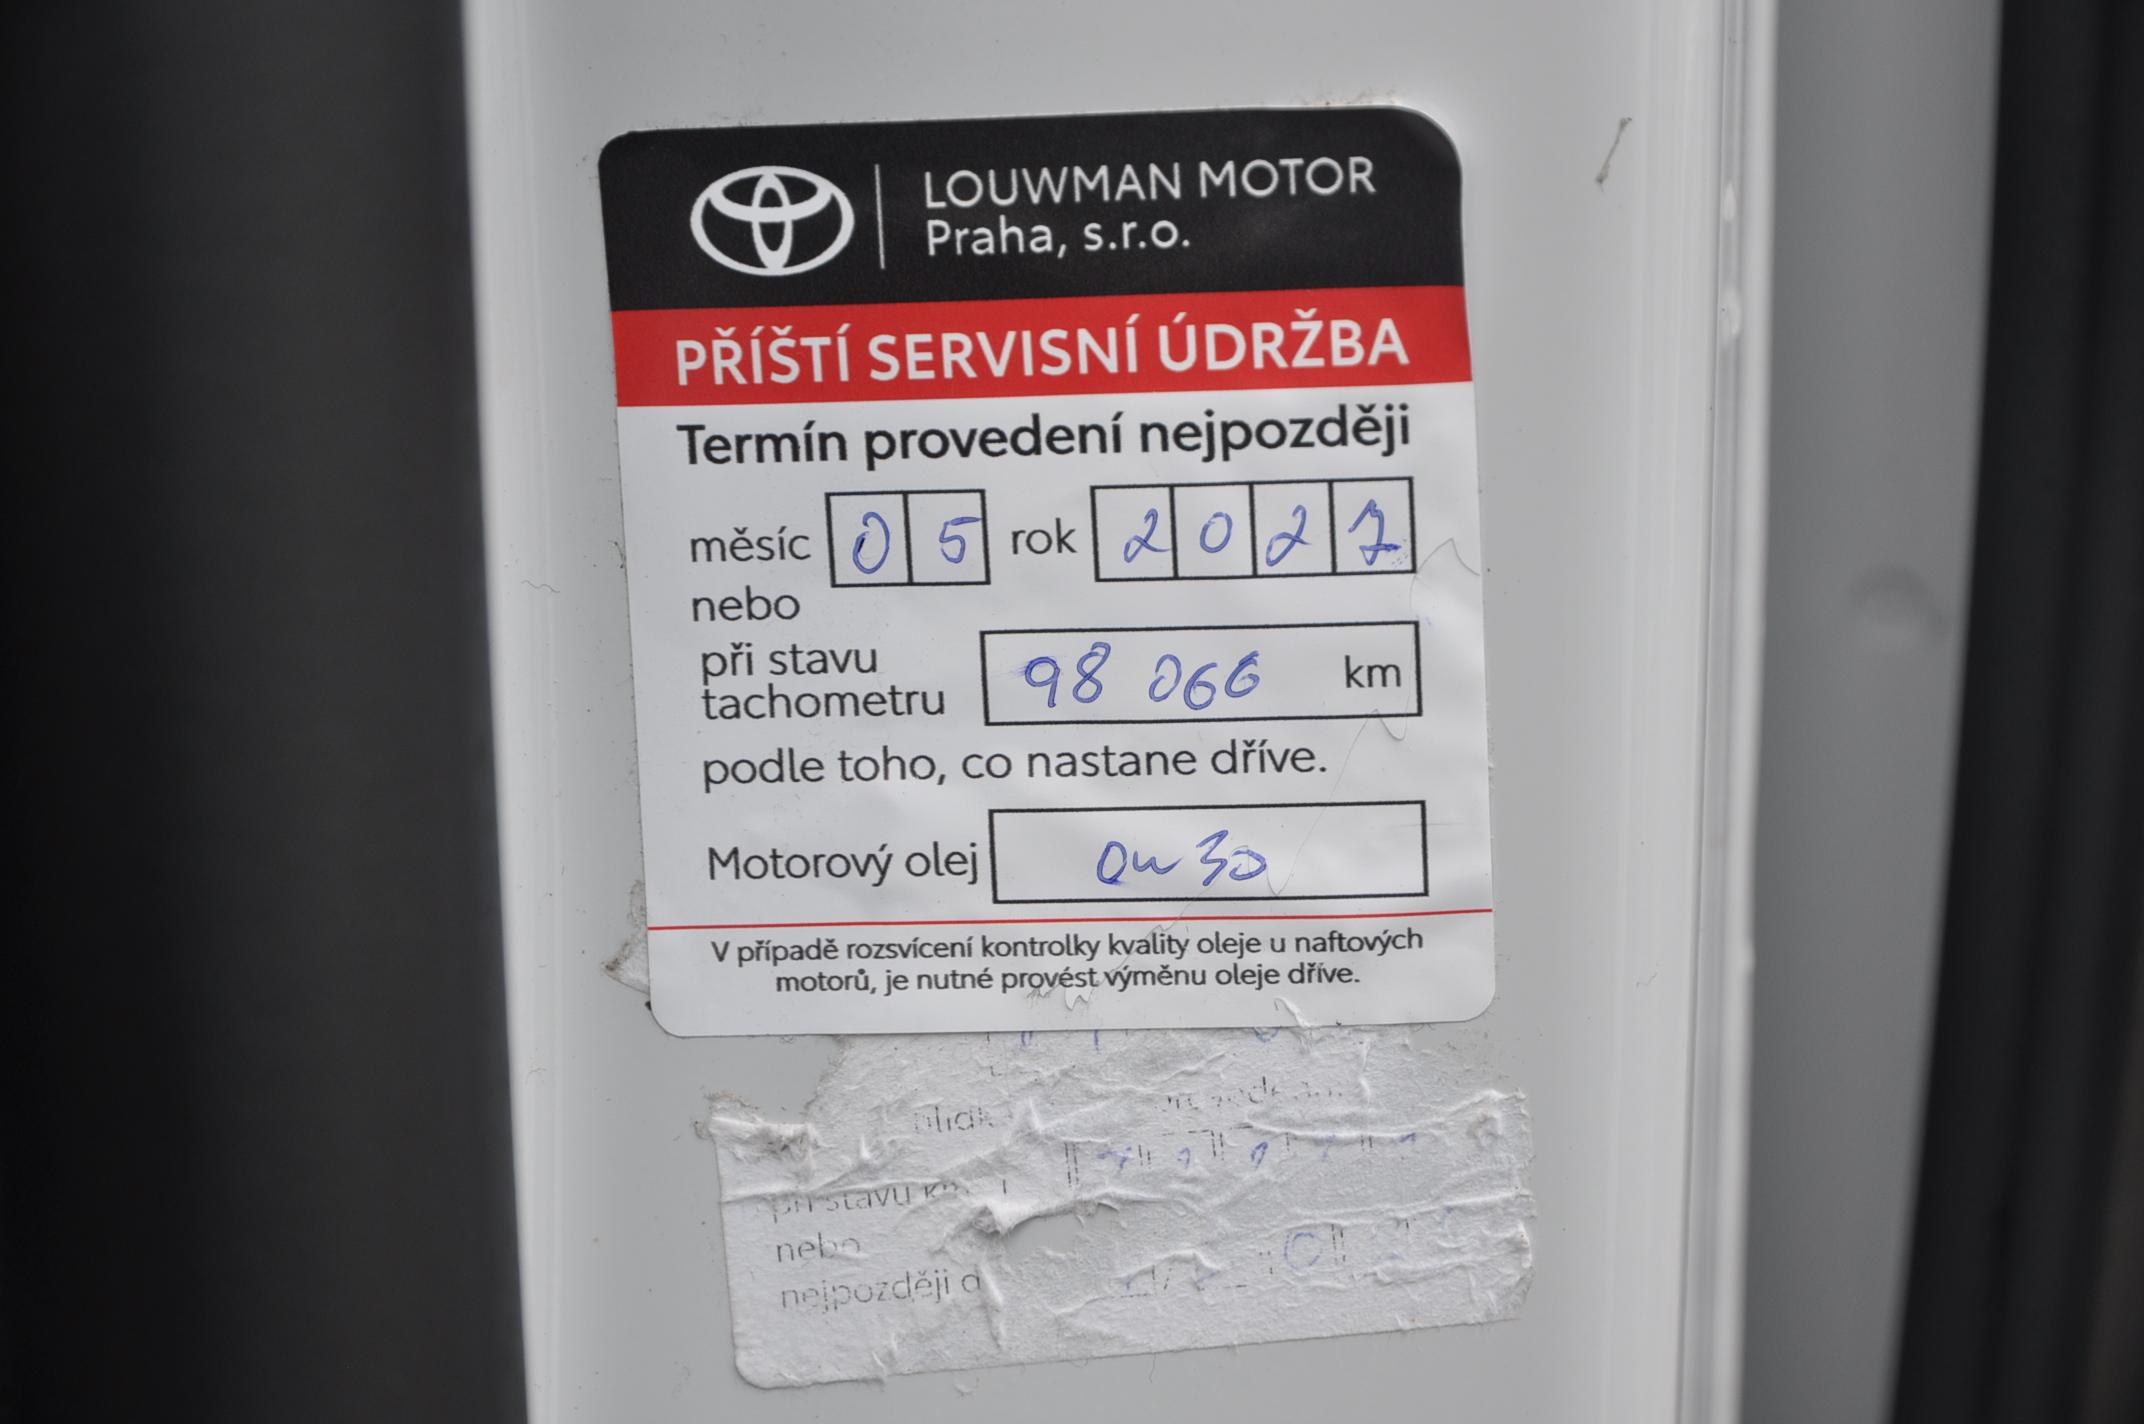 LOUWMAN MOTOR
Praha, s.r.o.
PŘÍŠTÍ SERVISNÍ ÚDRŽBA
Termín provedení nejpozději
měsíc 05 rok 2027
nebo
při stavu
tachometru 98 066 km
podle toho, co nastane dříve.
Motorový olej 0w30
V případě rozsvícení kontrolky kvality oleje u naftových
motorů, je nutné provést výměnu oleje dříve.
při stavu
nebo
nejpozději d